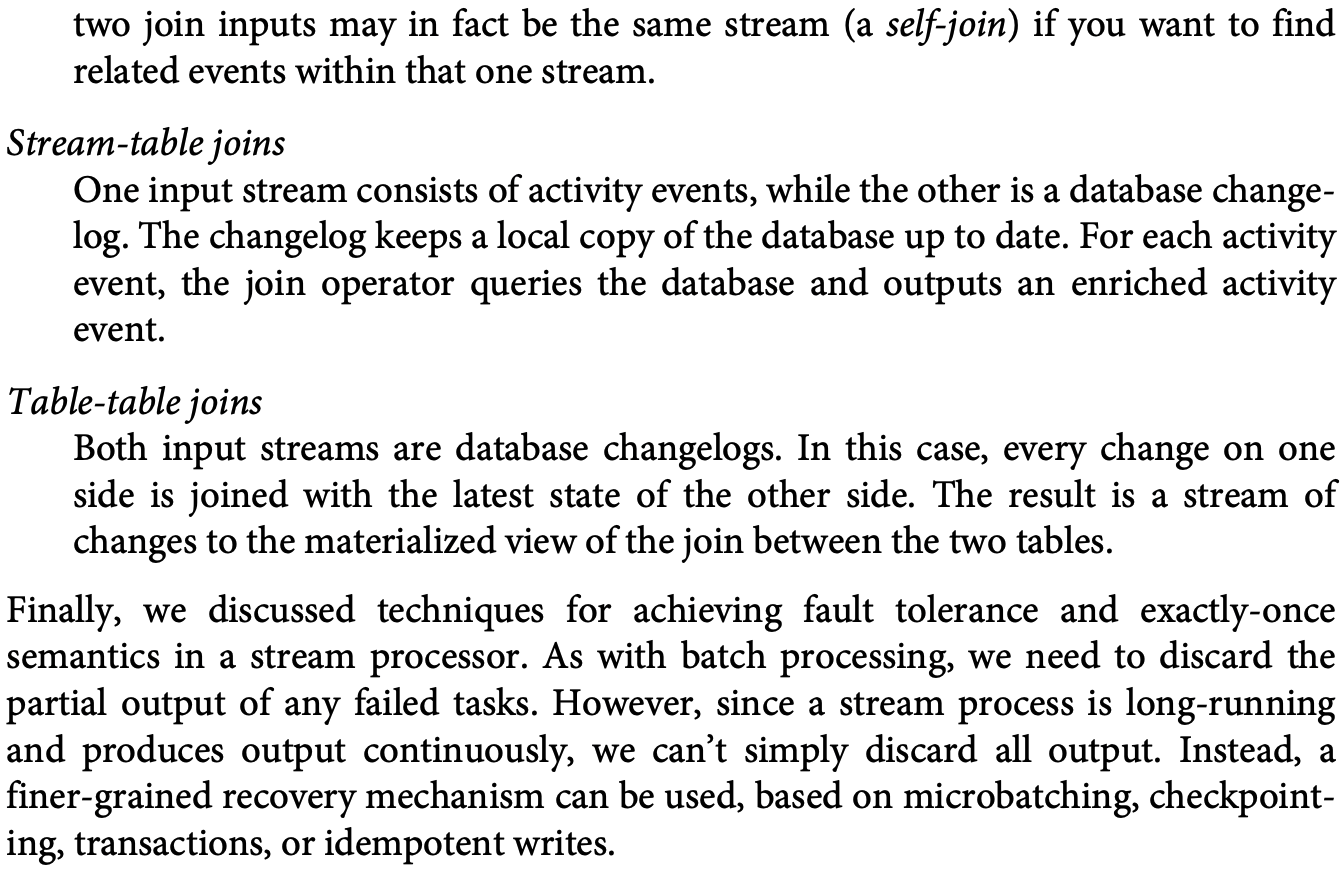 two join inputs may in fact be the same stream (a self-join) if you want to find
related events within that one stream.
Stream-table joins
One input stream consists of activity events, while the other is a database change-
log. The changelog keeps a local copy of the database up to date. For each activity
event, the join operator queries the database and outputs an enriched activity
event.
Table-table joins
Both input streams are database changelogs. In this case, every change on one
side is joined with the latest state of the other side. The result is a stream of
changes to the materialized view of the join between the two tables.
Finally, we discussed techniques for achieving fault tolerance and exactly-once
semantics in a stream processor. As with batch processing, we need to discard the
partial output of any failed tasks. However, since a stream process is long-running
and produces output continuously, we can’t simply discard all output. Instead, a
finer-grained recovery mechanism can be used, based on microbatching, checkpoint-
ing, transactions, or idempotent writes.